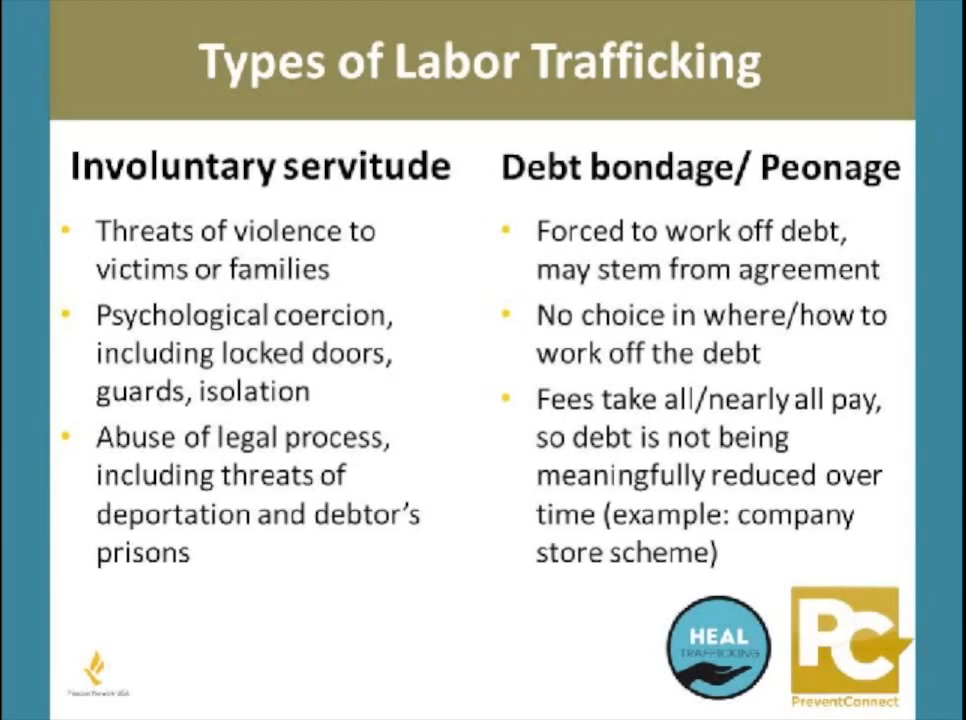 Types of Labor Trafficking
Involuntary servitude
• Threats of violence to
victims or families
• Psychological coercion,
including locked doors,
guards, isolation
• Abuse of legal process,
including threats of
deportation and debtor’s
prisons
Debt bondage/ Peonage
• Forced to work off debt,
may stem from agreement
• No choice in where/how to
work off the debt
• Fees take all/nearly all pay,
so debt is not being
meaningfully reduced over
time (example: company
store scheme)
HEAL
TRAFFICKING
PC
PreventConnect
Network USA